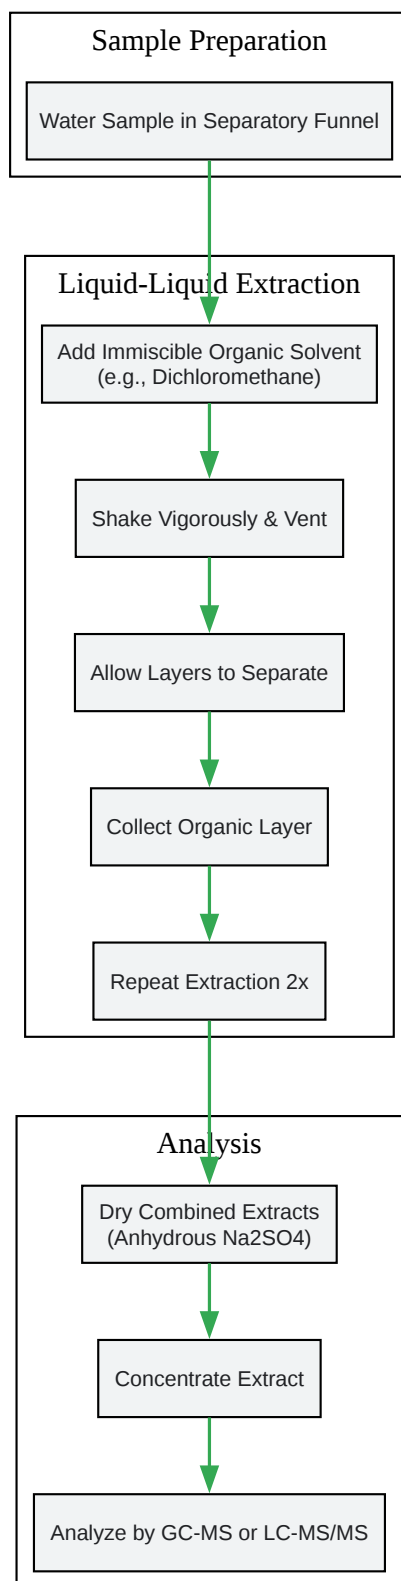 Sample Preparation
Water Sample in Separatory Funnel
Liquid-Liquid Extraction
Add Immiscible Organic Solvent
(e.g., Dichloromethane)
Shake Vigorously & Vent
Allow Layers to Separate
Collect Organic Layer
Repeat Extraction 2x
Analysis
Dry Combined Extracts
(Anhydrous Na2SO4)
Concentrate Extract
Analyze by GC-MS or LC-MS/MS